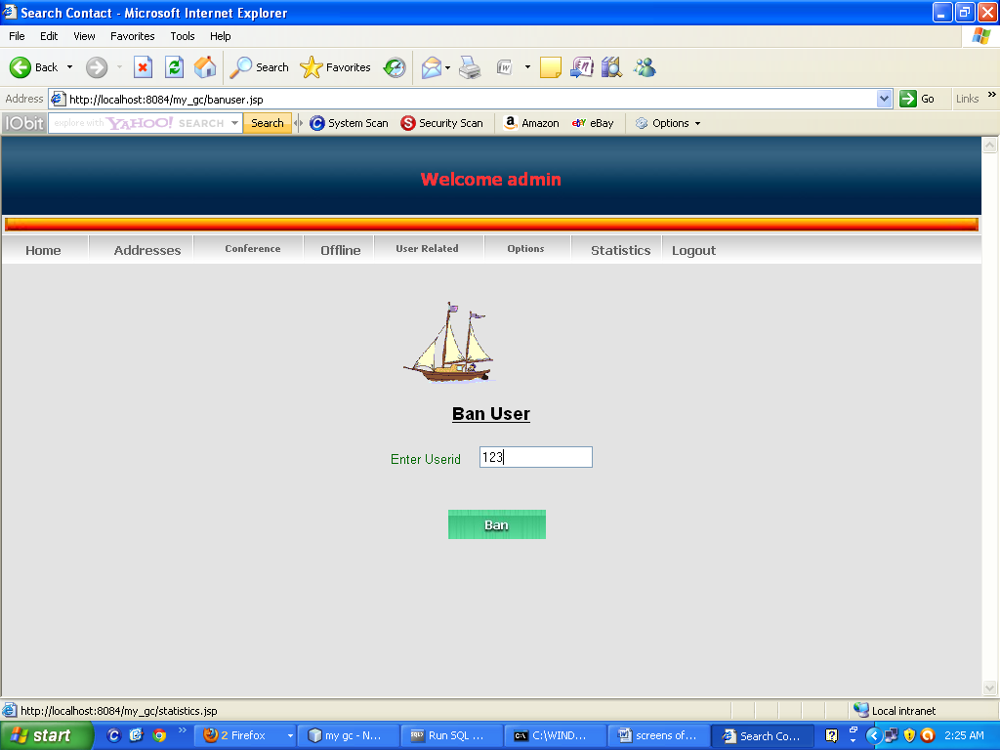 Search Contact - Microsoft Internet Explorer
File Edit View Favorites Tools Help
Back Search Favorites
Address http://localhost:8084/my_gc/banuser.jsp Go Links »
IObit explore with YAHOO! SEARCH Search System Scan Security Scan Amazon eBay Options
Welcome admin
Home Addresses Conference Offline User Related Options Statistics Logout
Ban User
Enter Userid 123
Ban
http://localhost:8084/my_gc/statistics.jsp Local intranet
start 2 Firefox my gc - N... Run SQL ... C:\WIND... screens of... Search Co... 2:25 AM